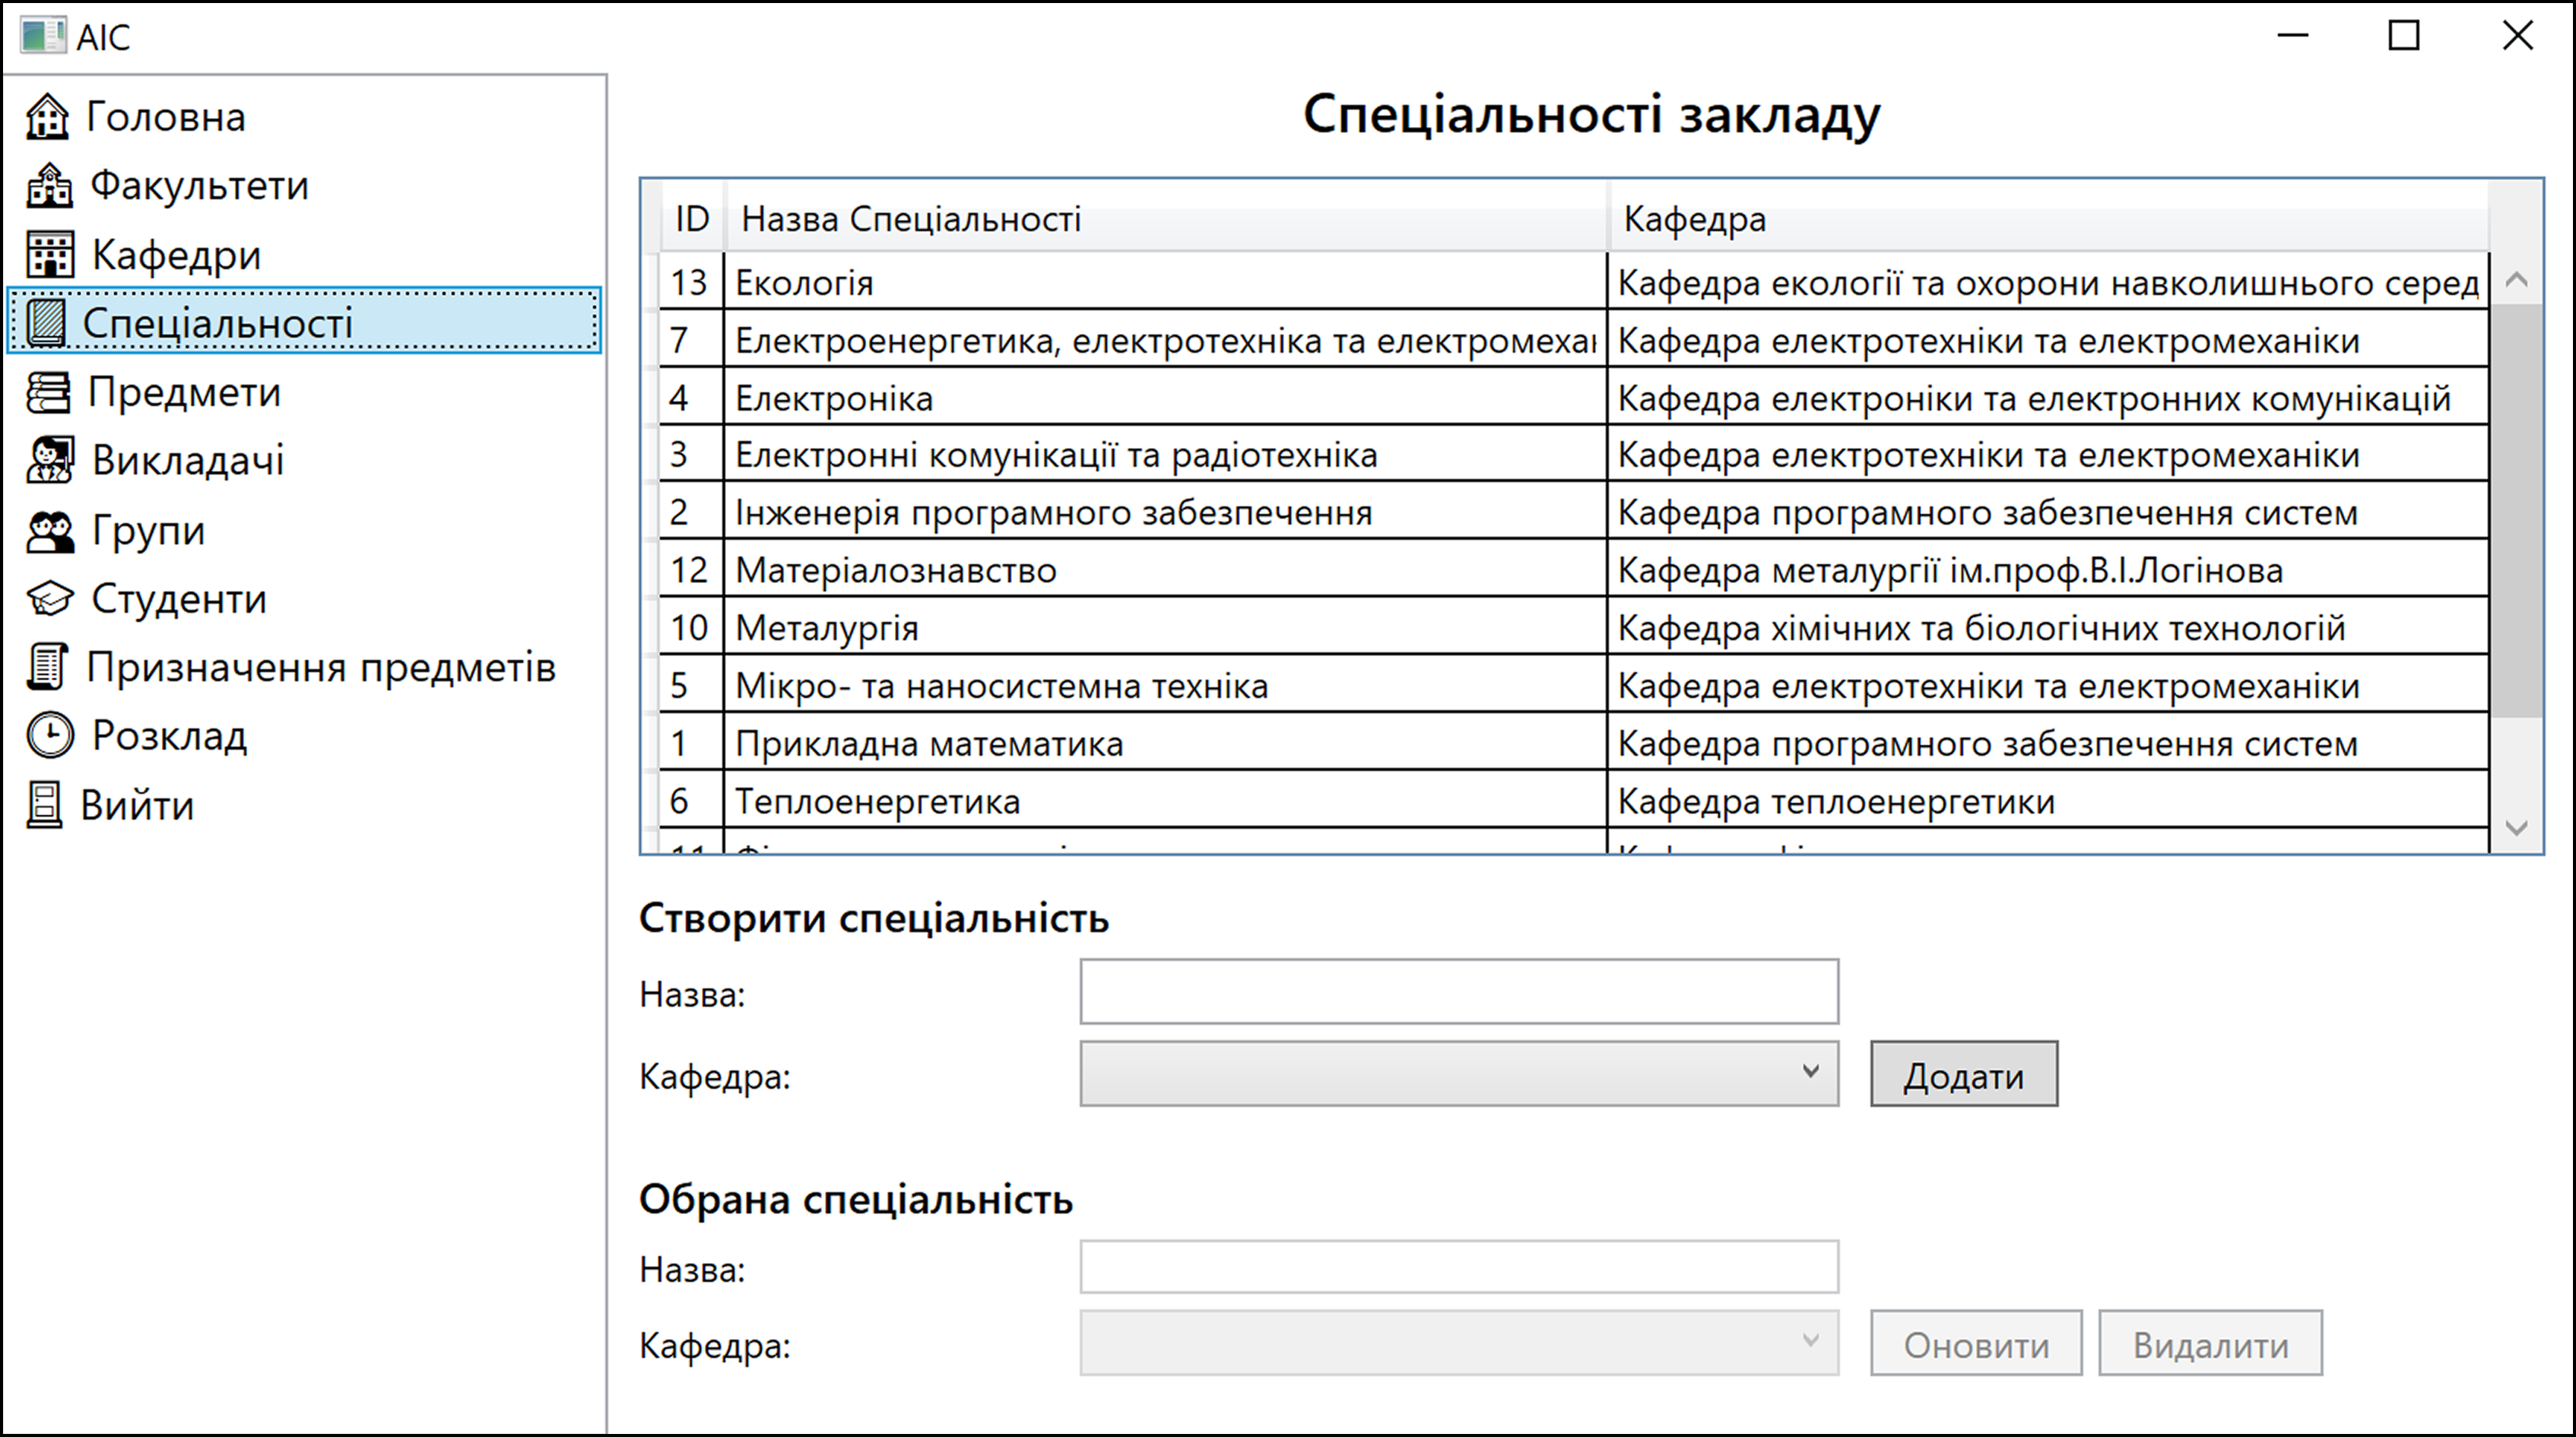 АІС
Головна
Факультети
Кафедри
Спеціальності
Предмети
Викладачі
Групи
Студенти
Призначення предметів
Розклад
Вийти
Спеціальності закладу
ID Назва Спеціальності Кафедра
13 Екологія Кафедра екології та охорони навколишнього серед
7 Електроенергетика, електротехніка та електромехан Кафедра електротехніки та електромеханіки
4 Електроніка Кафедра електроніки та електронних комунікацій
3 Електронні комунікації та радіотехніка Кафедра електротехніки та електромеханіки
2 Інженерія програмного забезпечення Кафедра програмного забезпечення систем
12 Матеріалознавство Кафедра металургії ім.проф.В.І.Логінова
10 Металургія Кафедра хімічних та біологічних технологій
5 Мікро- та наносистемна техніка Кафедра електротехніки та електромеханіки
1 Прикладна математика Кафедра програмного забезпечення систем
6 Теплоенергетика Кафедра теплоенергетики
Створити спеціальність
Назва:
Кафедра:
Додати
Обрана спеціальність
Назва:
Кафедра:
Оновити Видалити